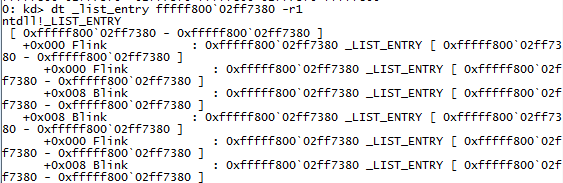 0: kd> dt _list_entry fffff800`02ff7380 -r1
ntdll!_LIST_ENTRY
 [ 0xfffff800`02ff7380 - 0xfffff800`02ff7380 ]
   +0x000 Flink            : 0xfffff800`02ff7380 _LIST_ENTRY [ 0xfffff800`02ff73
80 - 0xfffff800`02ff7380 ]
      +0x000 Flink            : 0xfffff800`02ff7380 _LIST_ENTRY [ 0xfffff800`02f
f7380 - 0xfffff800`02ff7380 ]
      +0x008 Blink            : 0xfffff800`02ff7380 _LIST_ENTRY [ 0xfffff800`02f
f7380 - 0xfffff800`02ff7380 ]
   +0x008 Blink            : 0xfffff800`02ff7380 _LIST_ENTRY [ 0xfffff800`02ff73
80 - 0xfffff800`02ff7380 ]
      +0x000 Flink            : 0xfffff800`02ff7380 _LIST_ENTRY [ 0xfffff800`02f
f7380 - 0xfffff800`02ff7380 ]
      +0x008 Blink            : 0xfffff800`02ff7380 _LIST_ENTRY [ 0xfffff800`02f
f7380 - 0xfffff800`02ff7380 ]